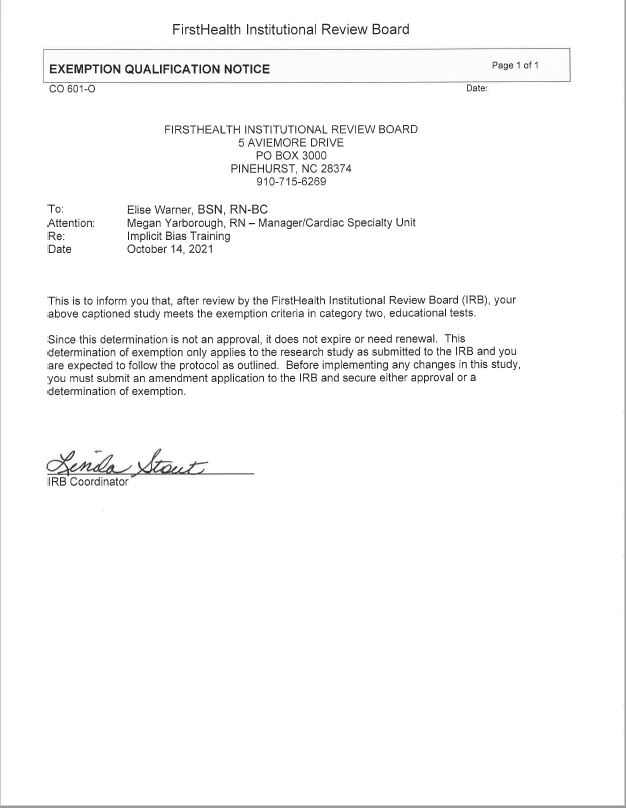 FirstHealth Institutional Review Board
EXEMPTION QUALIFICATION NOTICE Page 1 of 1
CO 601-O Date:
FIRSTHEALTH INSTITUTIONAL REVIEW BOARD
5 AVIEMORE DRIVE
PO BOX 3000
PINEHURST, NC 28374
910-715-6269
To: Elise Warner, BSN, RN-BC
Attention: Megan Yarborough, RN – Manager/Cardiac Specialty Unit
Re: Implicit Bias Training
Date October 14, 2021
This is to inform you that, after review by the FirstHealth Institutional Review Board (IRB), your
above captioned study meets the exemption criteria in category two, educational tests.
Since this determination is not an approval, it does not expire or need renewal. This
determination of exemption only applies to the research study as submitted to the IRB and you
are expected to follow the protocol as outlined. Before implementing any changes in this study,
you must submit an amendment application to the IRB and secure either approval or a
determination of exemption.
Linda Stout
IRB Coordinator